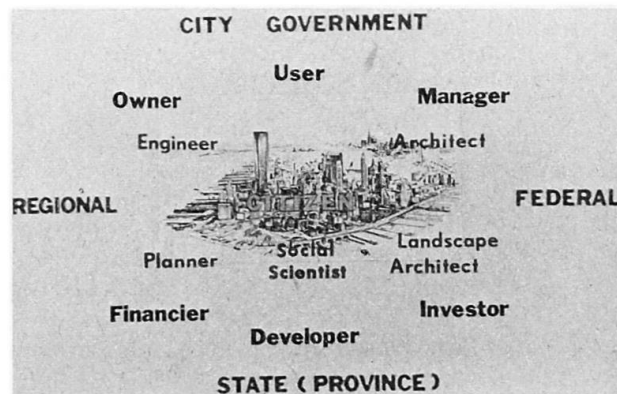 CITY GOVERNMENT
User
Owner
Manager
Engineer
Architect
CITIZEN
REGIONAL
FEDERAL
Planner
Social
Scientist
Landscape
Architect
Financier
Investor
Developer
STATE (PROVINCE)